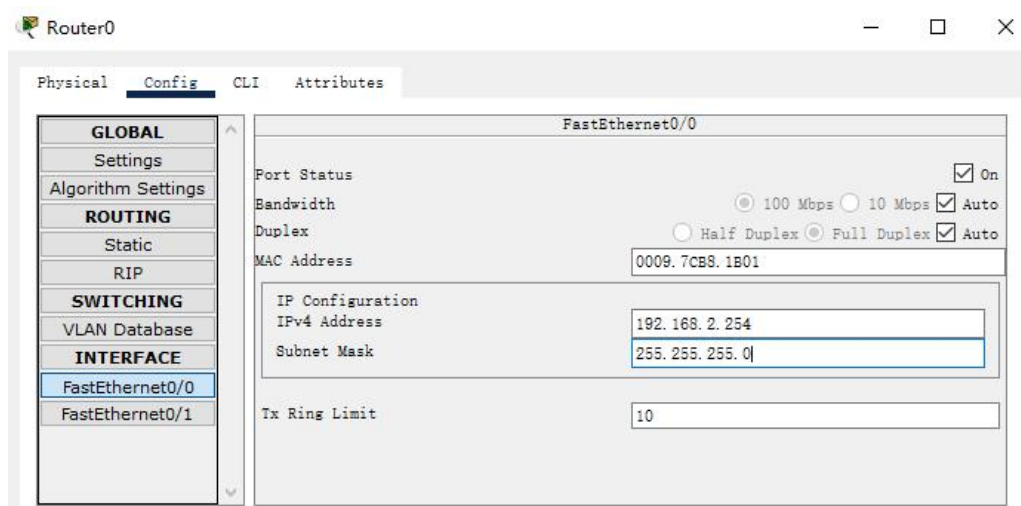 Router0
Physical Config CLI Attributes
GLOBAL
Settings
Algorithm Settings
ROUTING
Static
RIP
SWITCHING
VLAN Database
INTERFACE
FastEthernet0/0
FastEthernet0/1
FastEthernet0/0
Port Status On
Bandwidth 100 Mbps 10 Mbps Auto
Duplex Half Duplex Full Duplex Auto
MAC Address 0009.7CB8.1B01
IP Configuration
IPv4 Address 192.168.2.254
Subnet Mask 255.255.255.0
Tx Ring Limit 10